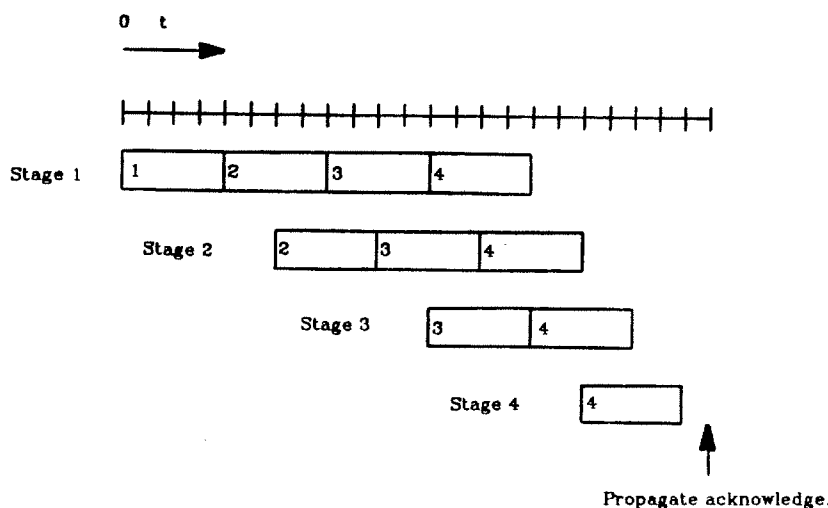 0 t
Stage 1 1 2 3 4
Stage 2 2 3 4
Stage 3 3 4
Stage 4 4
Propagate acknowledge.